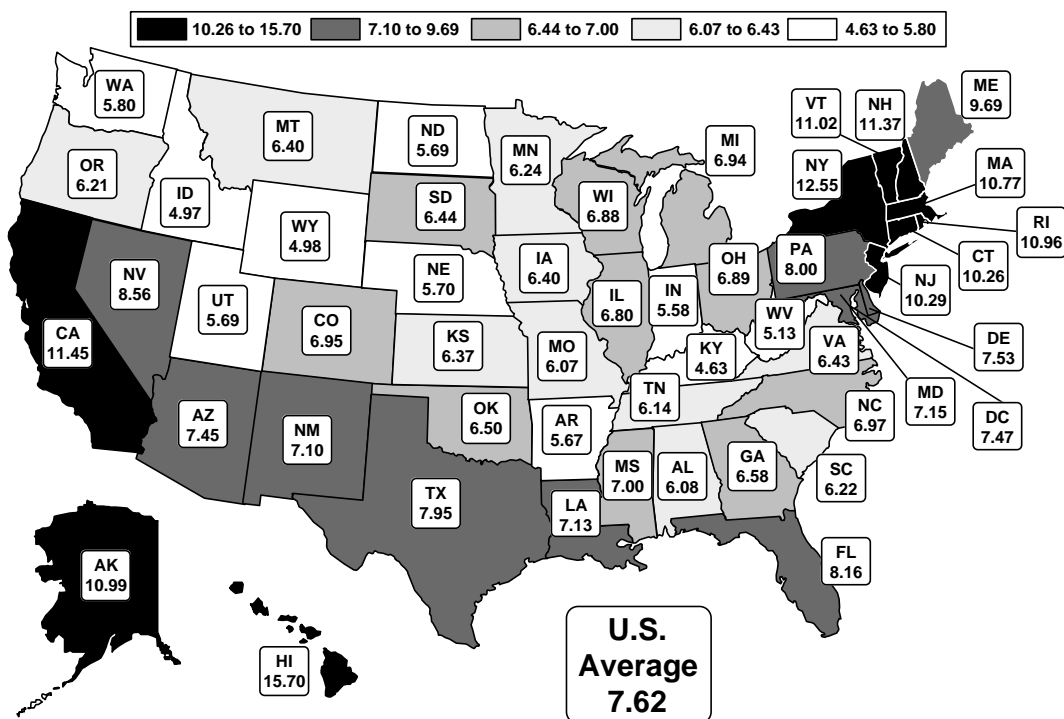 10.26 to 15.70 7.10 to 9.69 6.44 to 7.00 6.07 to 6.43 4.63 to 5.80
WA
5.80
MT
6.40
ND
5.69
MN
6.24
MI
6.94
VT
11.02
NH
11.37
ME
9.69
OR
6.21
ID
4.97
WY
4.98
SD
6.44
WI
6.88
NY
12.55
MA
10.77
RI
10.96
CT
10.26
NJ
10.29
PA
8.00
NV
8.56
UT
5.69
CO
6.95
NE
5.70
IA
6.40
IL
6.80
IN
5.58
OH
6.89
WV
5.13
VA
6.43
DE
7.53
MD
7.15
DC
7.47
CA
11.45
KS
6.37
MO
6.07
KY
4.63
TN
6.14
NC
6.97
SC
6.22
AZ
7.45
NM
7.10
OK
6.50
AR
5.67
MS
7.00
AL
6.08
GA
6.58
TX
7.95
LA
7.13
FL
8.16
AK
10.99
HI
15.70
U.S.
Average
7.62